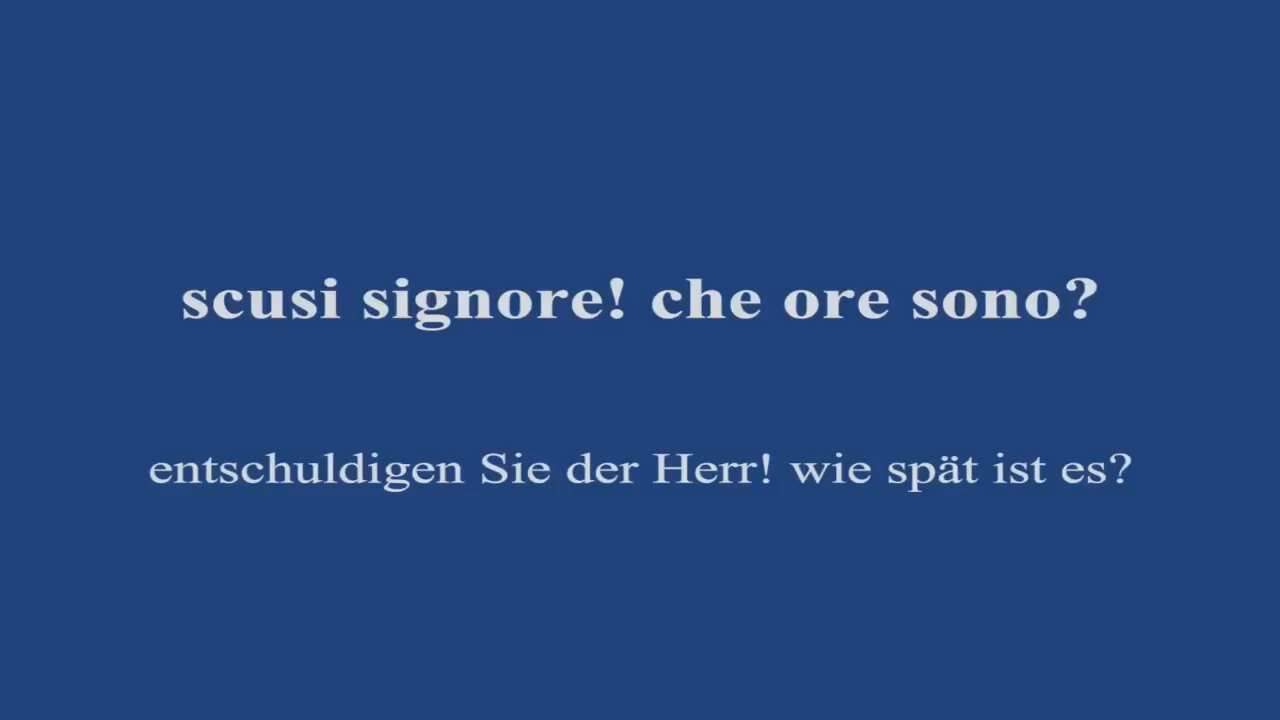 scusi signore! che ore sono?
entschuldigen Sie der Herr! wie spät ist es?